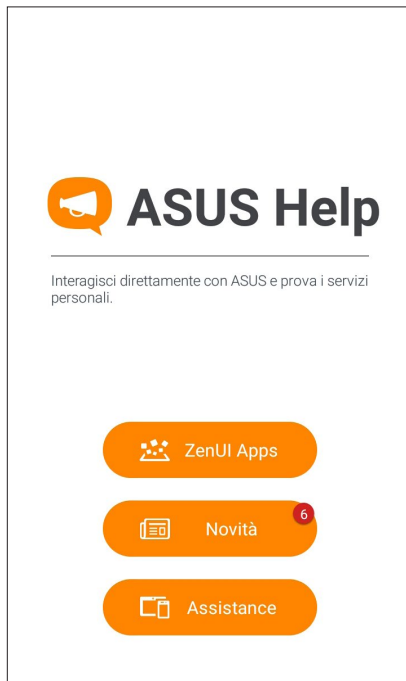 ASUS Help
Interagisci direttamente con ASUS e prova i servizi
personali.
ZenUI Apps
6
Novità
Assistance